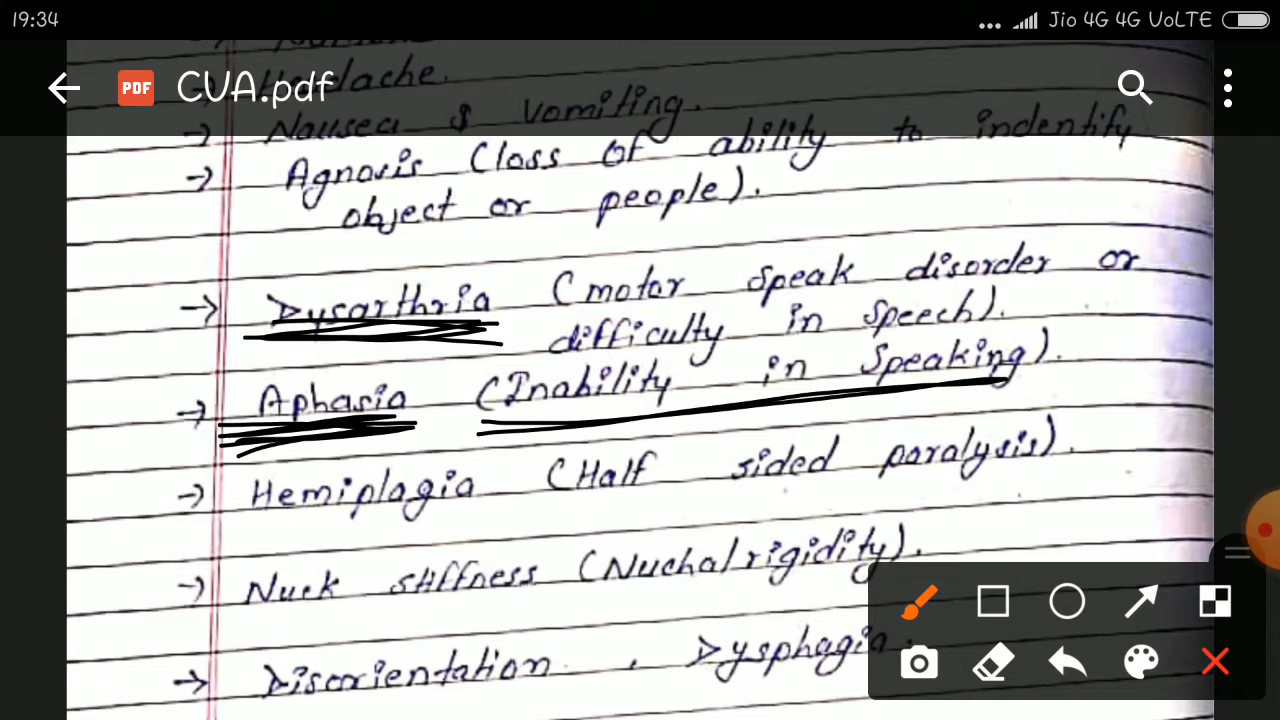 19:34
... Jio 4G 4G VoLTE
CUA.pdf
PDF
→ Headache.
→ Nausea & vomiting.
→ Agnosis (loss of ability to indentify
object or people).
→ Dysarthria (motor speak disorder or
difficulty in speech).
→ Aphasia (Inability in speaking).
→ Hemiplagia (Half sided paralysis).
→ Nuck stiffness (Nuchal rigidity).
→ Disorientation. , Dysphagia.